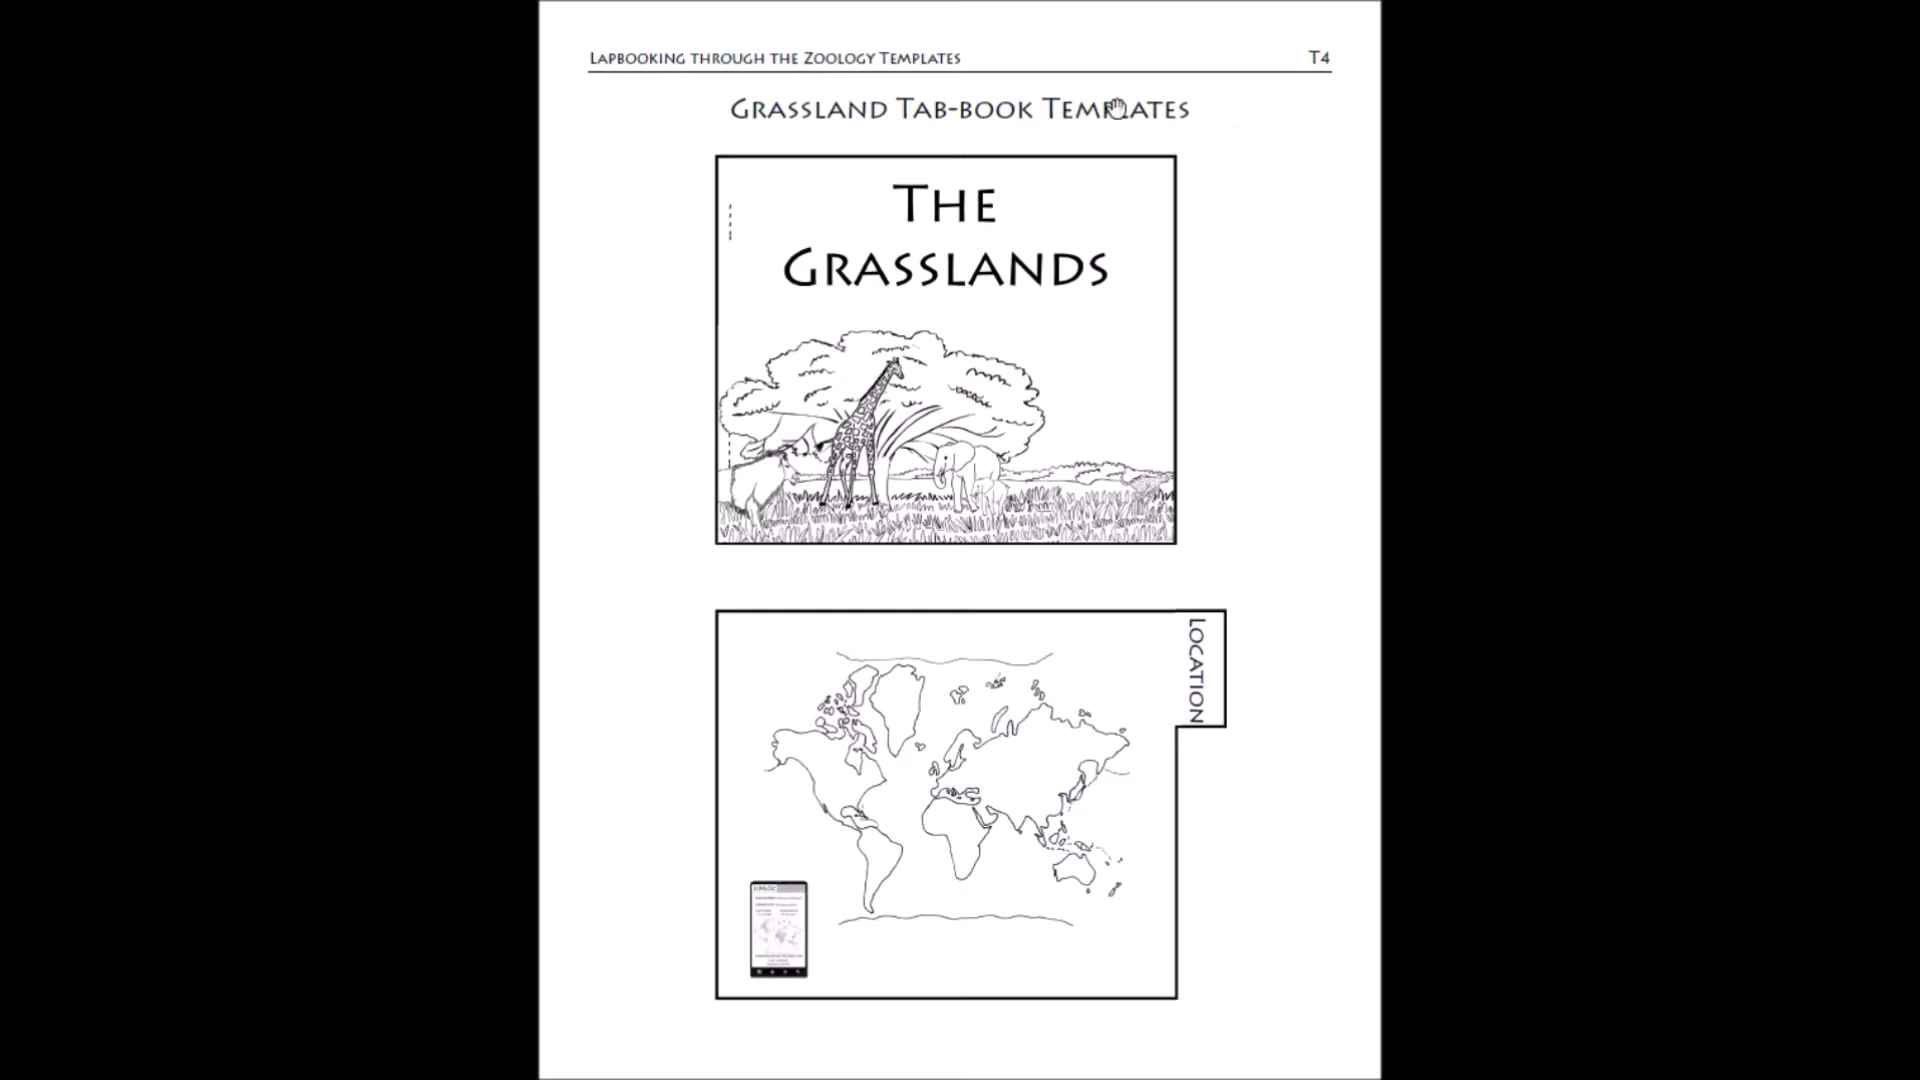 LAPBOOKING THROUGH THE ZOOLOGY TEMPLATES T4
GRASSLAND TAB-BOOK TEMPLATES
THE
GRASSLANDS
LOCATION